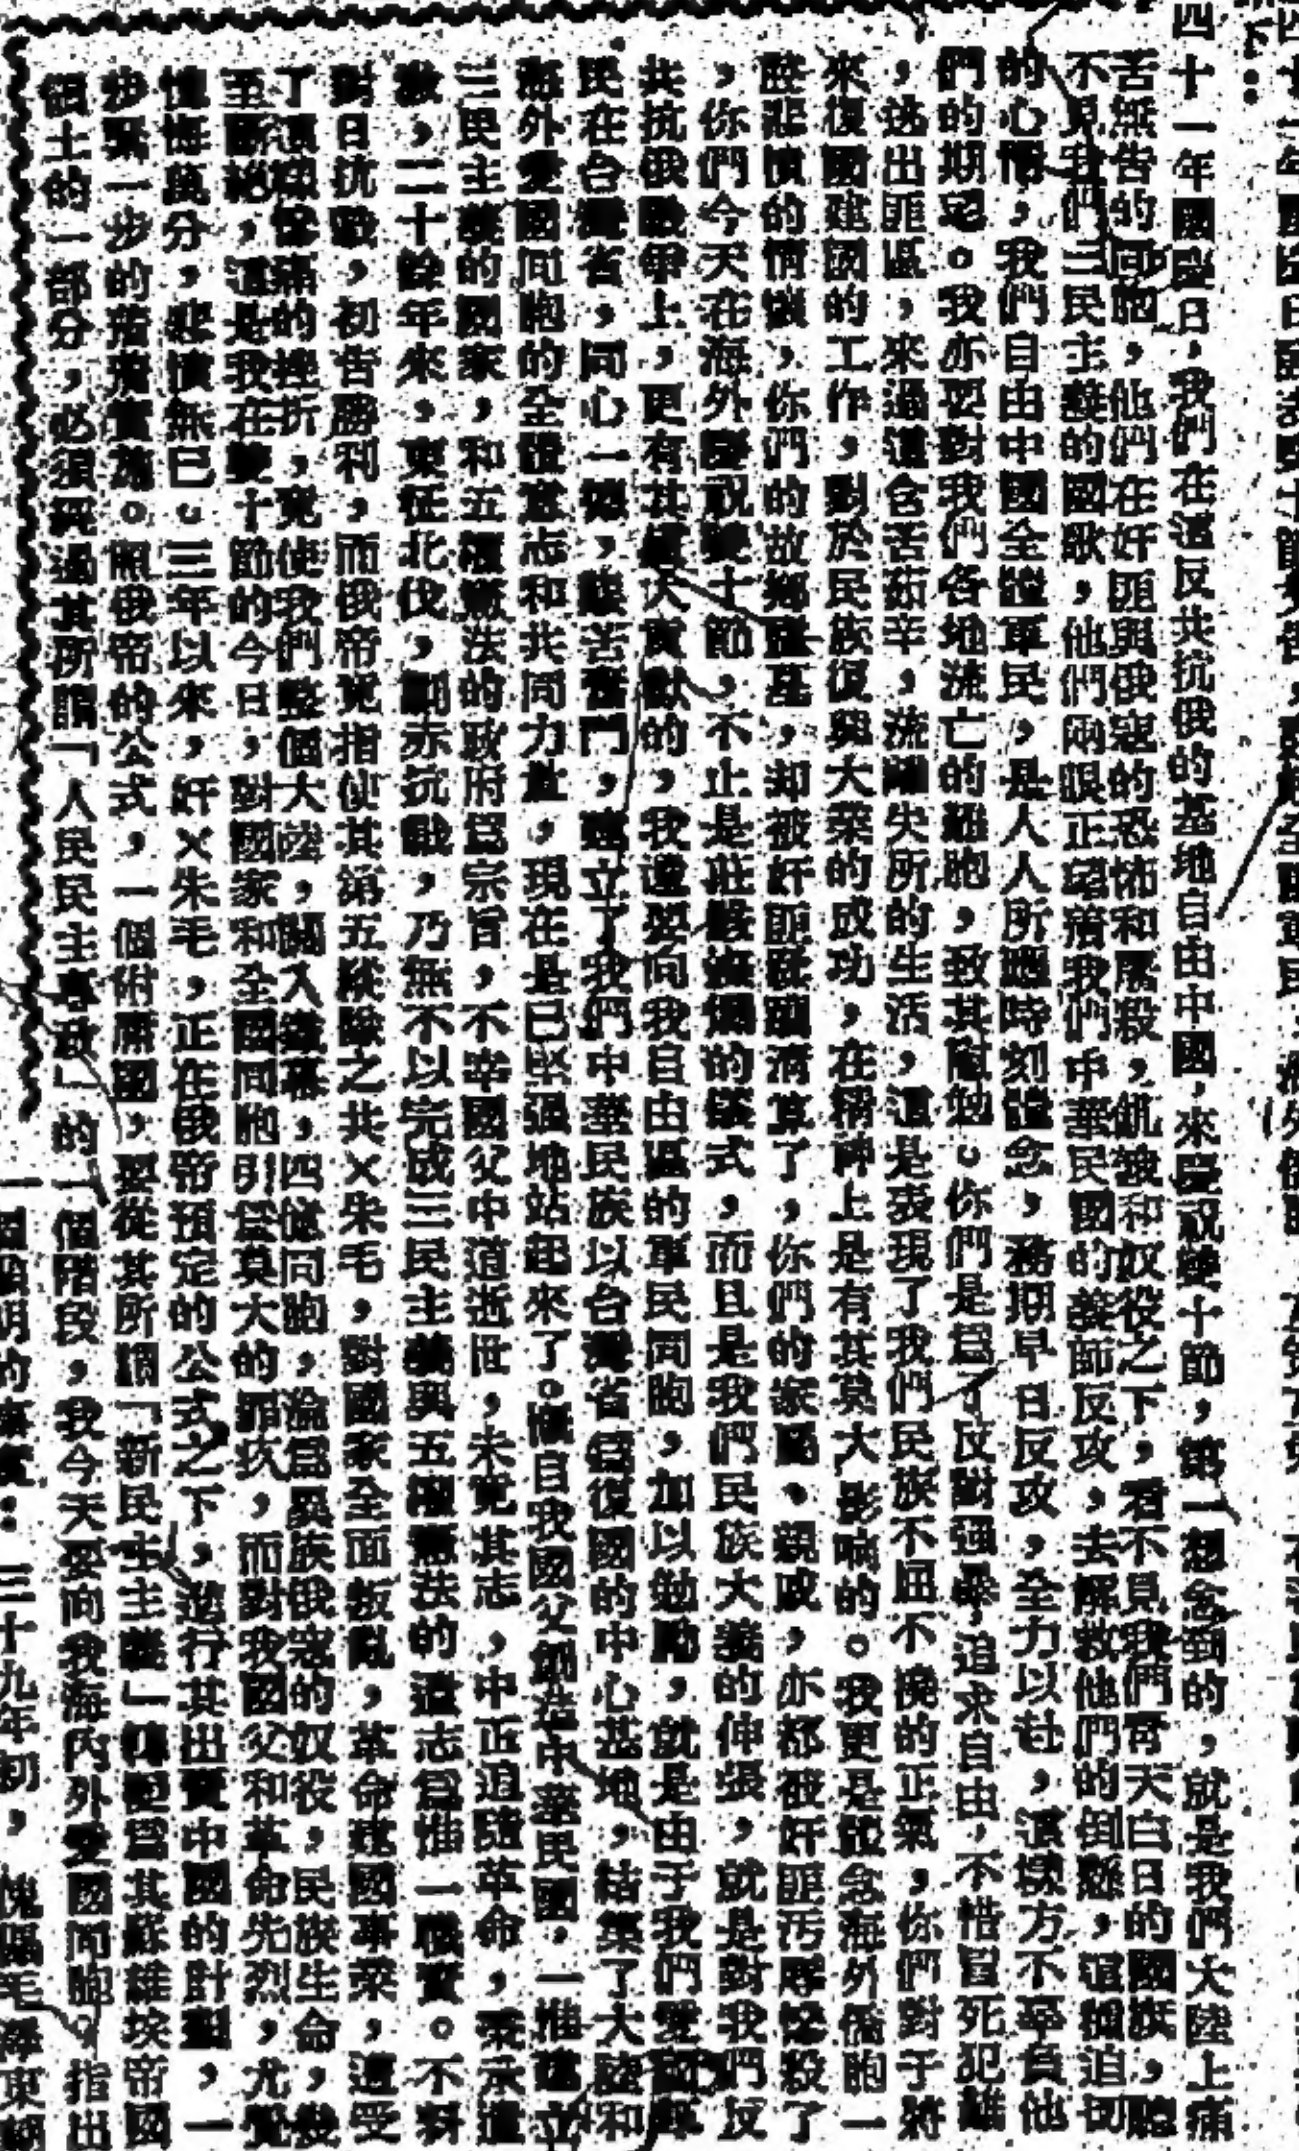 下：
四十一年國慶日，我們在這反共抗俄的基地自由中國，來慶祝雙十節，第一想念到的，就是我們大陸上痛
苦無告的同胞，他們在奸匪與俄寇的恐怖和屠殺，飢餓和奴役之下，看不見我們青天白日的國旗，聽
不見我們三民主義的國歌，他們兩眼正望着我們中華民國的義師反攻，去解救他們的倒懸，這種迫切
的心情，我們自由中國全體軍民，是人人所應時刻體念，務期早日反攻，全力以赴，這樣方不辜負他
們的期望。我亦要對我們各地流亡的難胞，致其慰勉。你們是爲了反對強暴，追求自由，不惜冒死犯難
，逃出匪區，來過這含苦茹辛，流離失所的生活，這是表現了我們民族不屈不撓的正氣，你們對于將
來復國建國的工作，對於民族復興大業的成功，在精神上是有其莫大影響的。我更是體念海外僑胞一
腔悲憤的情懷，你們的故鄉廬墓，却被奸匪清算了，你們的家屬、親戚，亦都被奸匪污辱殺了
，你們今天在海外慶祝雙十節，不止是莊嚴的儀式，而且是我們民族大義的伸張，就是對我們反
共抗俄戰爭上，更有其重大貢獻的，我還要向我自由區的軍民同胞，加以勉勵，就是由于我們愛國軍
民在台灣省，同心一德，艱苦奮鬥，建立了我們中華民族以台灣省爲復國的中心基地，結集了大陸和
海外愛國同胞的全體意志和共同力量，現在是已堅强地站起來了。慨自我國父創造中華民國，一惟建立
三民主義的國家，和五權憲法的政府爲宗旨，不幸國父中道逝世，未竟其志，中正追隨革命，秉承遺
教，二十餘年來，東征北伐，剿赤抗戰，乃無不以完成三民主義與五權憲法的遺志爲惟一職責。不料
對日抗戰，初告勝利，而俄帝竟指使其第五縱隊之共×朱毛，對國家全面叛亂，革命建國事業，遭受
了這樣慘痛的挫折，竟使我們整個大陸，關入鐵幕，四億同胞，淪爲異族俄寇的奴役，民族生命，幾
至斷絕，這是我在雙十節的今日，對國家和全國同胞引爲莫大的罪疚，而對我國父和革命先烈，尤覺
惶悔萬分，悲憤無已。三年以來，奸×朱毛，正在俄帝預定的公式之下，進行其出賣中國的計劃，一
步緊一步的。照俄帝的公式，一個附庸國，要從其所謂「新民主主義」轉變爲其蘇維埃帝國
領土的一部分，必須經過其所謂「人民民主專政」的一個階段，我今天要向我海內外愛國同胞，指出
一個：三十九年初，傀儡毛澤東